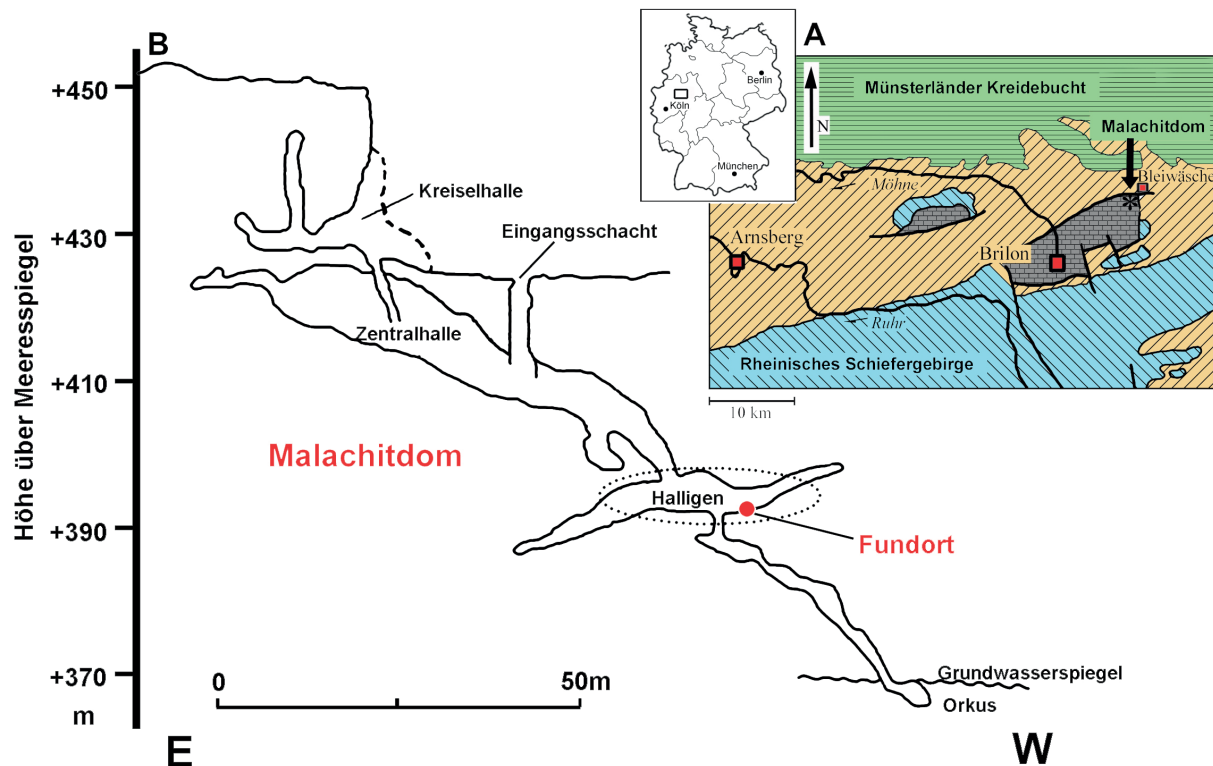 B
Höhe über Meeresspiegel
+450
+430
+410
+390
+370
m
Kreiselhalle
Eingangsschacht
Zentralhalle
Malachitdom
Halligen
Fundort
Grundwasserspiegel
Orkus
0
50m
E
W
Berlin
Köln
München
A
N
Münsterländer Kreidebucht
Malachitdom
Bleiwäsche
Möhne
Arnsberg
Brilon
Ruhr
Rheinisches Schiefergebirge
10 km